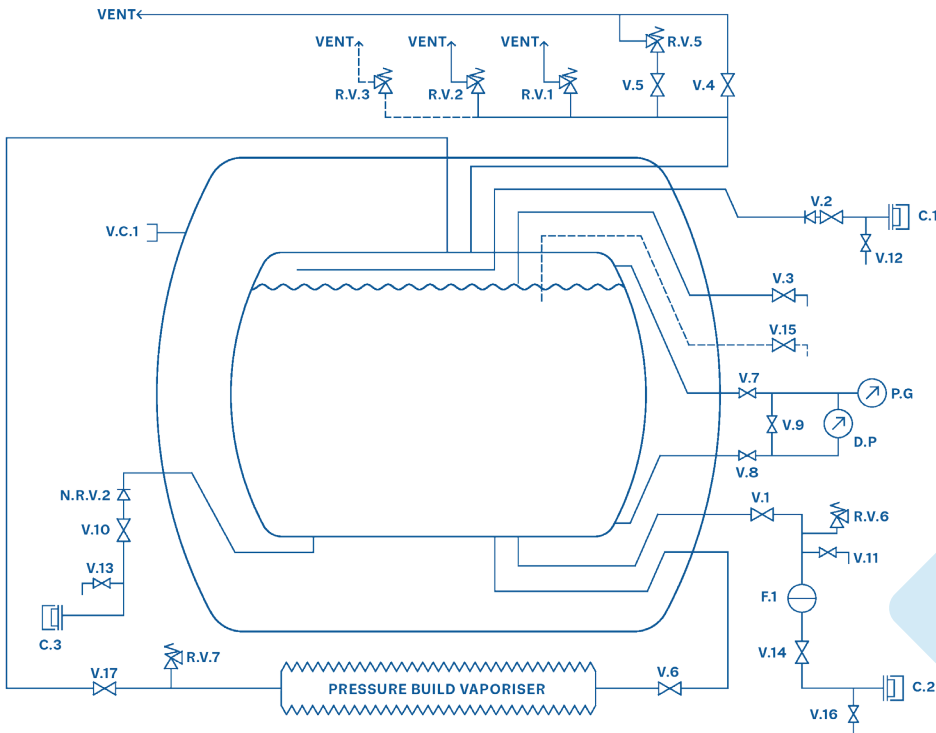 VENT
R.V.5
VENT
VENT
VENT
R.V.3
R.V.2
R.V.1
V.5
V.4
V.C.1
V.2
C.1
V.12
V.3
V.15
V.7
P.G
V.9
D.P
V.8
N.R.V.2
V.10
V.1
R.V.6
V.11
V.13
F.1
C.3
V.14
R.V.7
V.17
PRESSURE BUILD VAPORISER
V.6
C.2
V.16